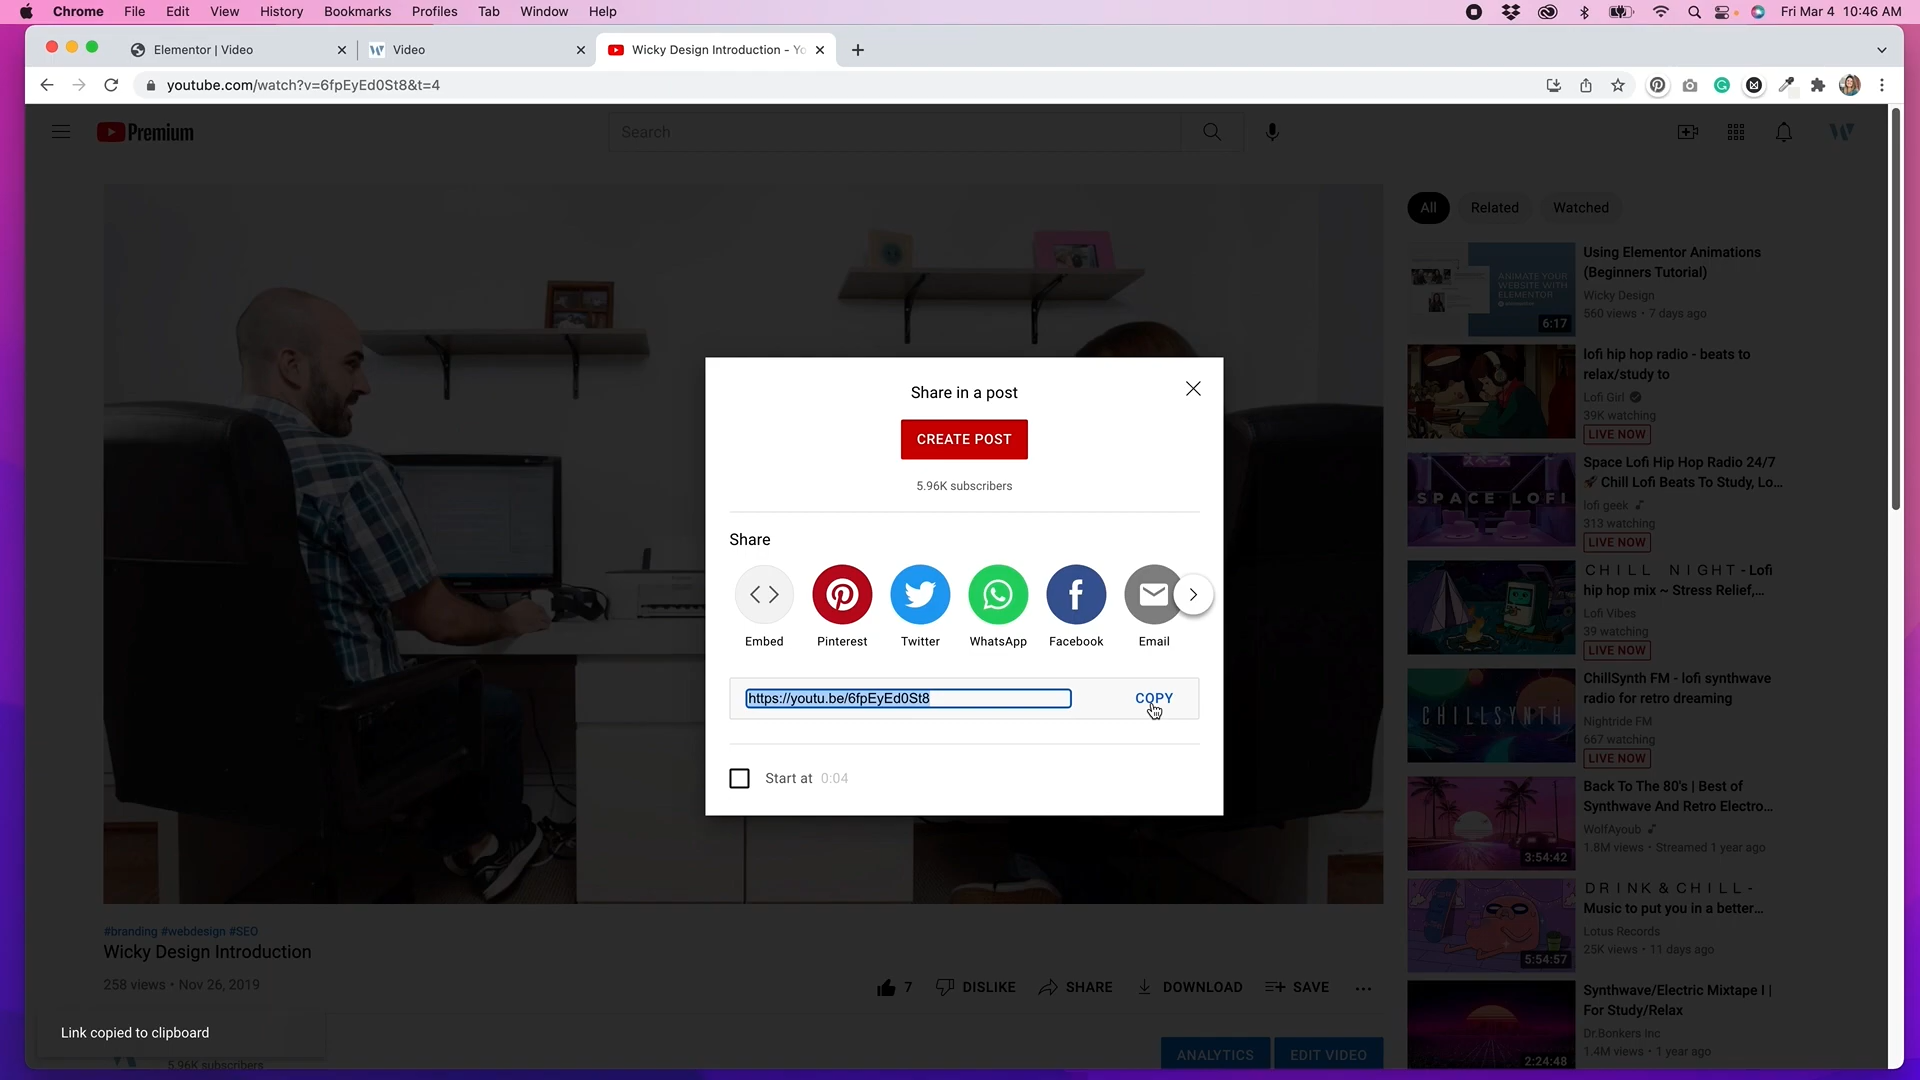 Chrome File Edit View History Bookmarks Profiles Tab Window Help
Fri Mar 4 10:46 AM
Elementor | Video
Video
Wicky Design Introduction - Yo
youtube.com/watch?v=6fpEyEd0St8&t=4
Premium
Search
All Related Watched
ANIMATE YOUR
WEBSITE WITH
ELEMENTOR
6:17
Using Elementor Animations
(Beginners Tutorial)
Wicky Design
560 views • 7 days ago
lofi hip hop radio - beats to
relax/study to
Lofi Girl
39K watching
LIVE NOW
SPACE LOFI
Space Lofi Hip Hop Radio 24/7
🚀 Chill Lofi Beats To Study, Lo...
lofi geek
313 watching
LIVE NOW
CHILL NIGHT - Lofi
hip hop mix ~ Stress Relief,...
Lofi Vibes
39 watching
LIVE NOW
CHILLSYNTH
ChillSynth FM - lofi synthwave
radio for retro dreaming
Nightride FM
667 watching
LIVE NOW
3:54:42
Back To The 80's | Best of
Synthwave And Retro Electro...
WolfAyoub
1.8M views • Streamed 1 year ago
5:54:57
DRINK & CHILL -
Music to put you in a better...
Lotus Records
25K views • 11 days ago
2:24:48
Synthwave/Electric Mixtape I |
For Study/Relax
Dr.Bonkers Inc
1.4M views • 1 year ago
Share in a post
CREATE POST
5.96K subscribers
Share
Embed Pinterest Twitter WhatsApp Facebook Email
https://youtu.be/6fpEyEd0St8
COPY
Start at 0:04
#branding #webdesign #SEO
Wicky Design Introduction
258 views • Nov 26, 2019
7 DISLIKE SHARE DOWNLOAD SAVE ...
Link copied to clipboard
5.96K subscribers
ANALYTICS EDIT VIDEO